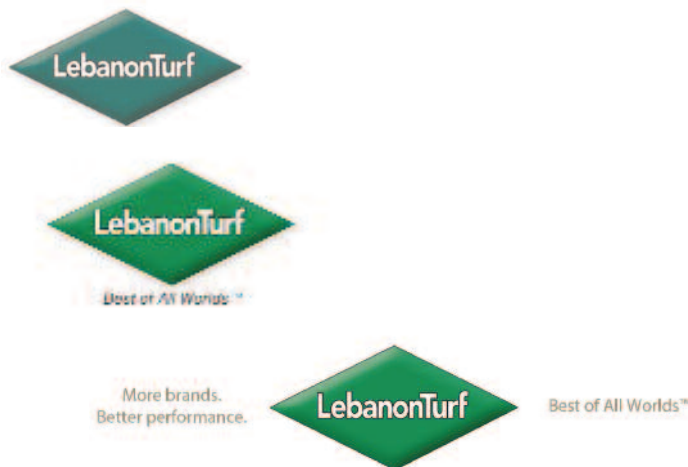 LebanonTurf
LebanonTurf
Best of All Worlds™
More brands.
Better performance.
LebanonTurf
Best of All Worlds™